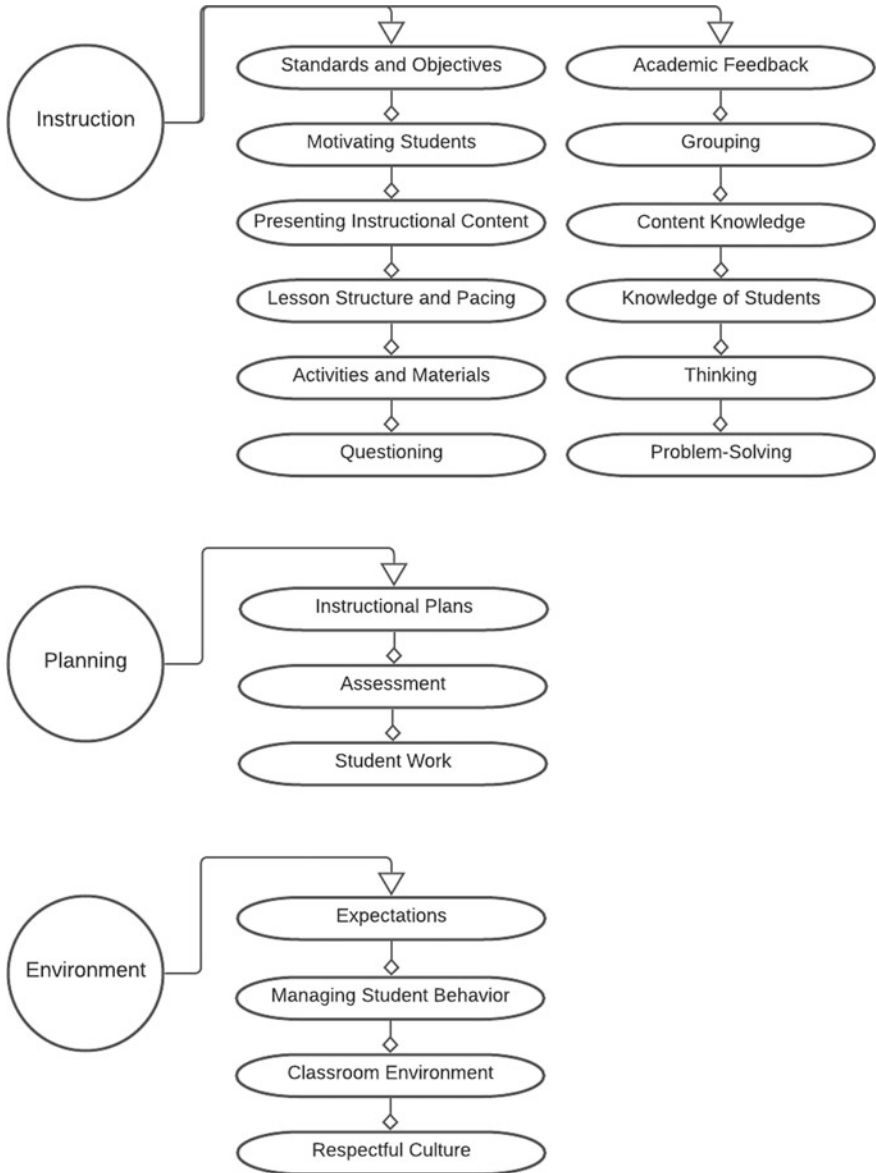 Instruction
Standards and Objectives
Motivating Students
Presenting Instructional Content
Lesson Structure and Pacing
Activities and Materials
Questioning
Academic Feedback
Grouping
Content Knowledge
Knowledge of Students
Thinking
Problem-Solving
Planning
Instructional Plans
Assessment
Student Work
Environment
Expectations
Managing Student Behavior
Classroom Environment
Respectful Culture